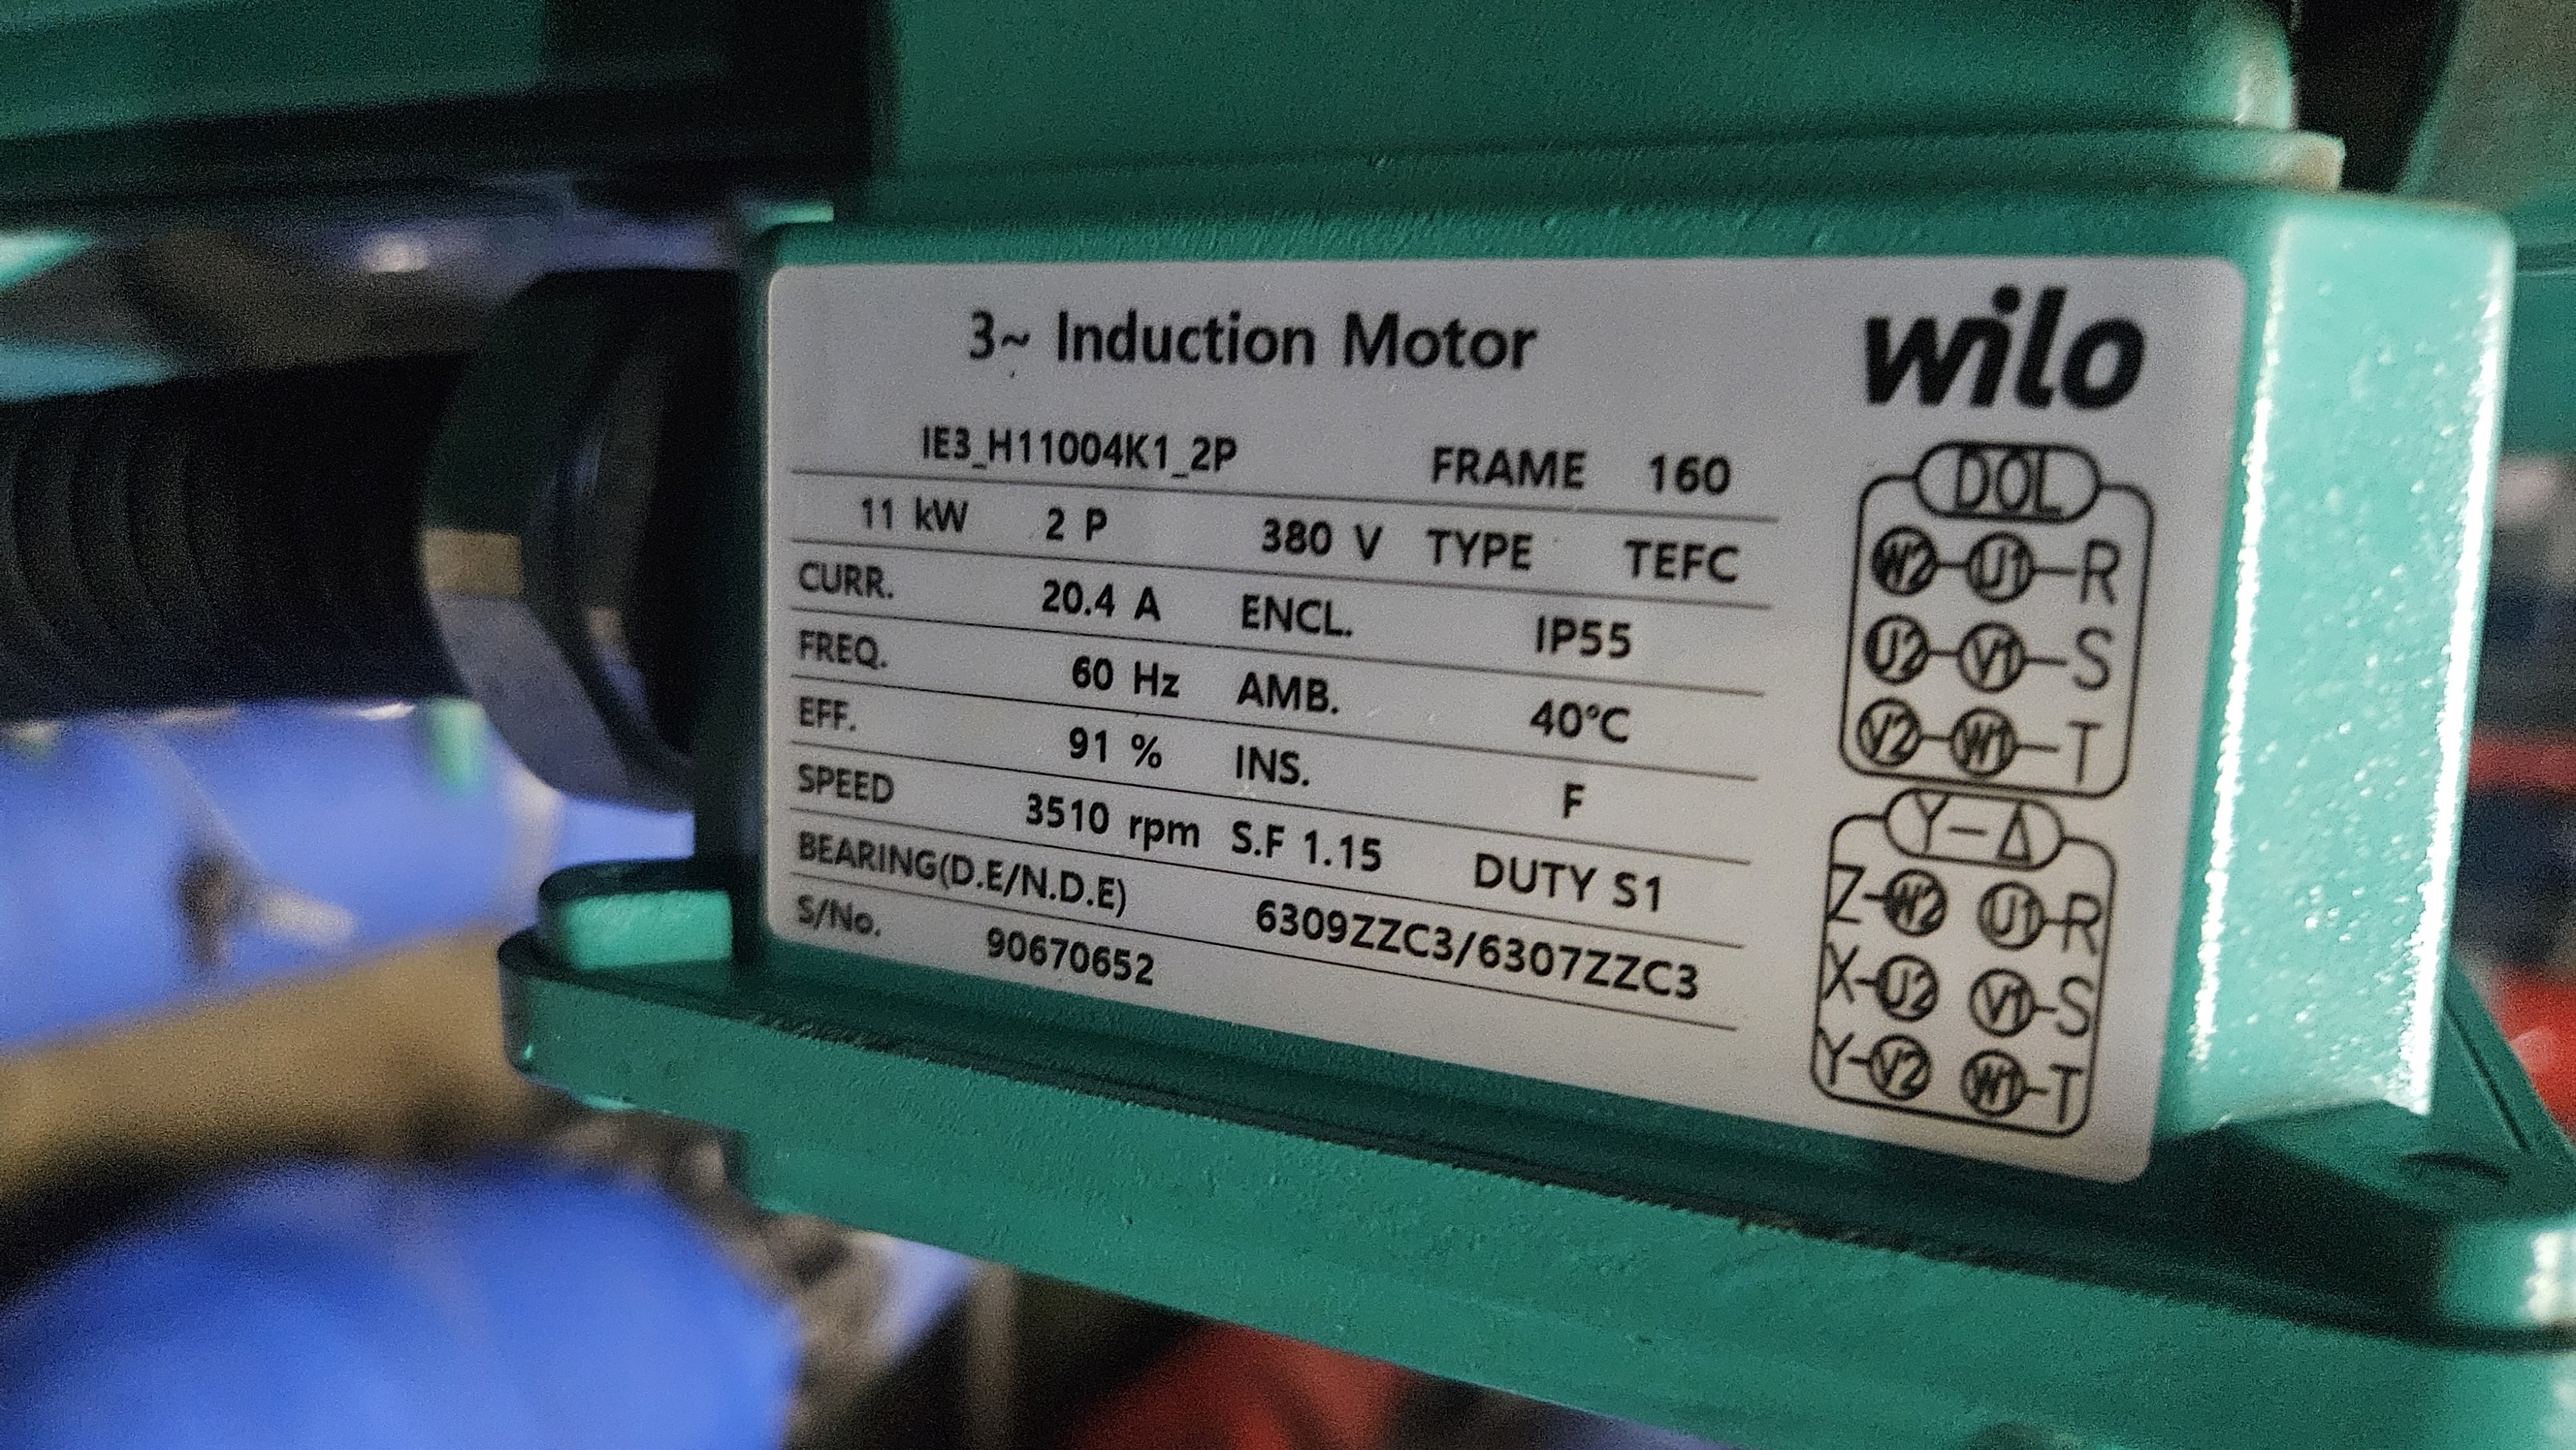 3~ Induction Motor
wilo
IE3_H11004K1_2P FRAME 160
11 kW 2 P 380 V TYPE TEFC
CURR. 20.4 A ENCL. IP55
FREQ. 60 Hz AMB. 40°C
EFF. 91 % INS. F
SPEED 3510 rpm S.F 1.15 DUTY S1
BEARING(D.E/N.D.E) 6309ZZC3/6307ZZC3
S/No. 90670652
DOL
W2 U1 R
U2 V1 S
V2 W1 T
Y-Δ
Z-W2 U1-R
X-U2 V1-S
Y-V2 W1-T